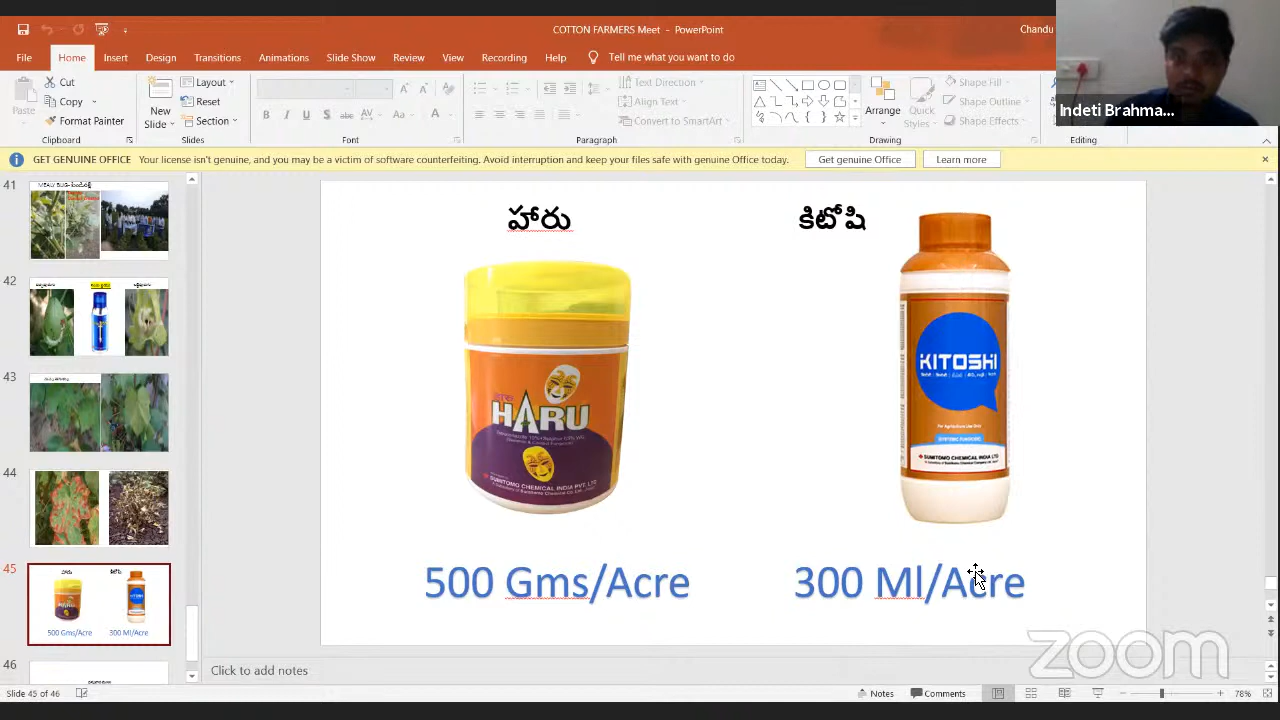 COTTON FARMERS Meet - PowerPoint
Chandu
File Home Insert Design Transitions Animations Slide Show Review View Recording Help Tell me what you want to do
Paste
Cut
Copy
Format Painter
Clipboard
New Slide
Layout
Reset
Section
Slides
Font
Text Direction
Align Text
Convert to SmartArt
Paragraph
Arrange
Quick Styles
Shape Fill
Shape Outline
Shape Effects
Drawing
Editing
Indeti Brahma...
GET GENUINE OFFICE Your license isn't genuine, and you may be a victim of software counterfeiting. Avoid interruption and keep your files safe with genuine Office today. Get genuine Office Learn more
41
42
43
44
45
హారు కిటోషి
500 Gms/Acre 300 Ml/Acre
46
హారు
కిటోషి
HARU
SUMITOMO CHEMICAL INDIA PVT. LTD
KITOSHI
For Agriculture Use Only
SUMITOMO CHEMICAL INDIA LTD
500 Gms/Acre
300 Ml/Acre
zoom
Click to add notes
Slide 45 of 46
Notes
Comments
78%